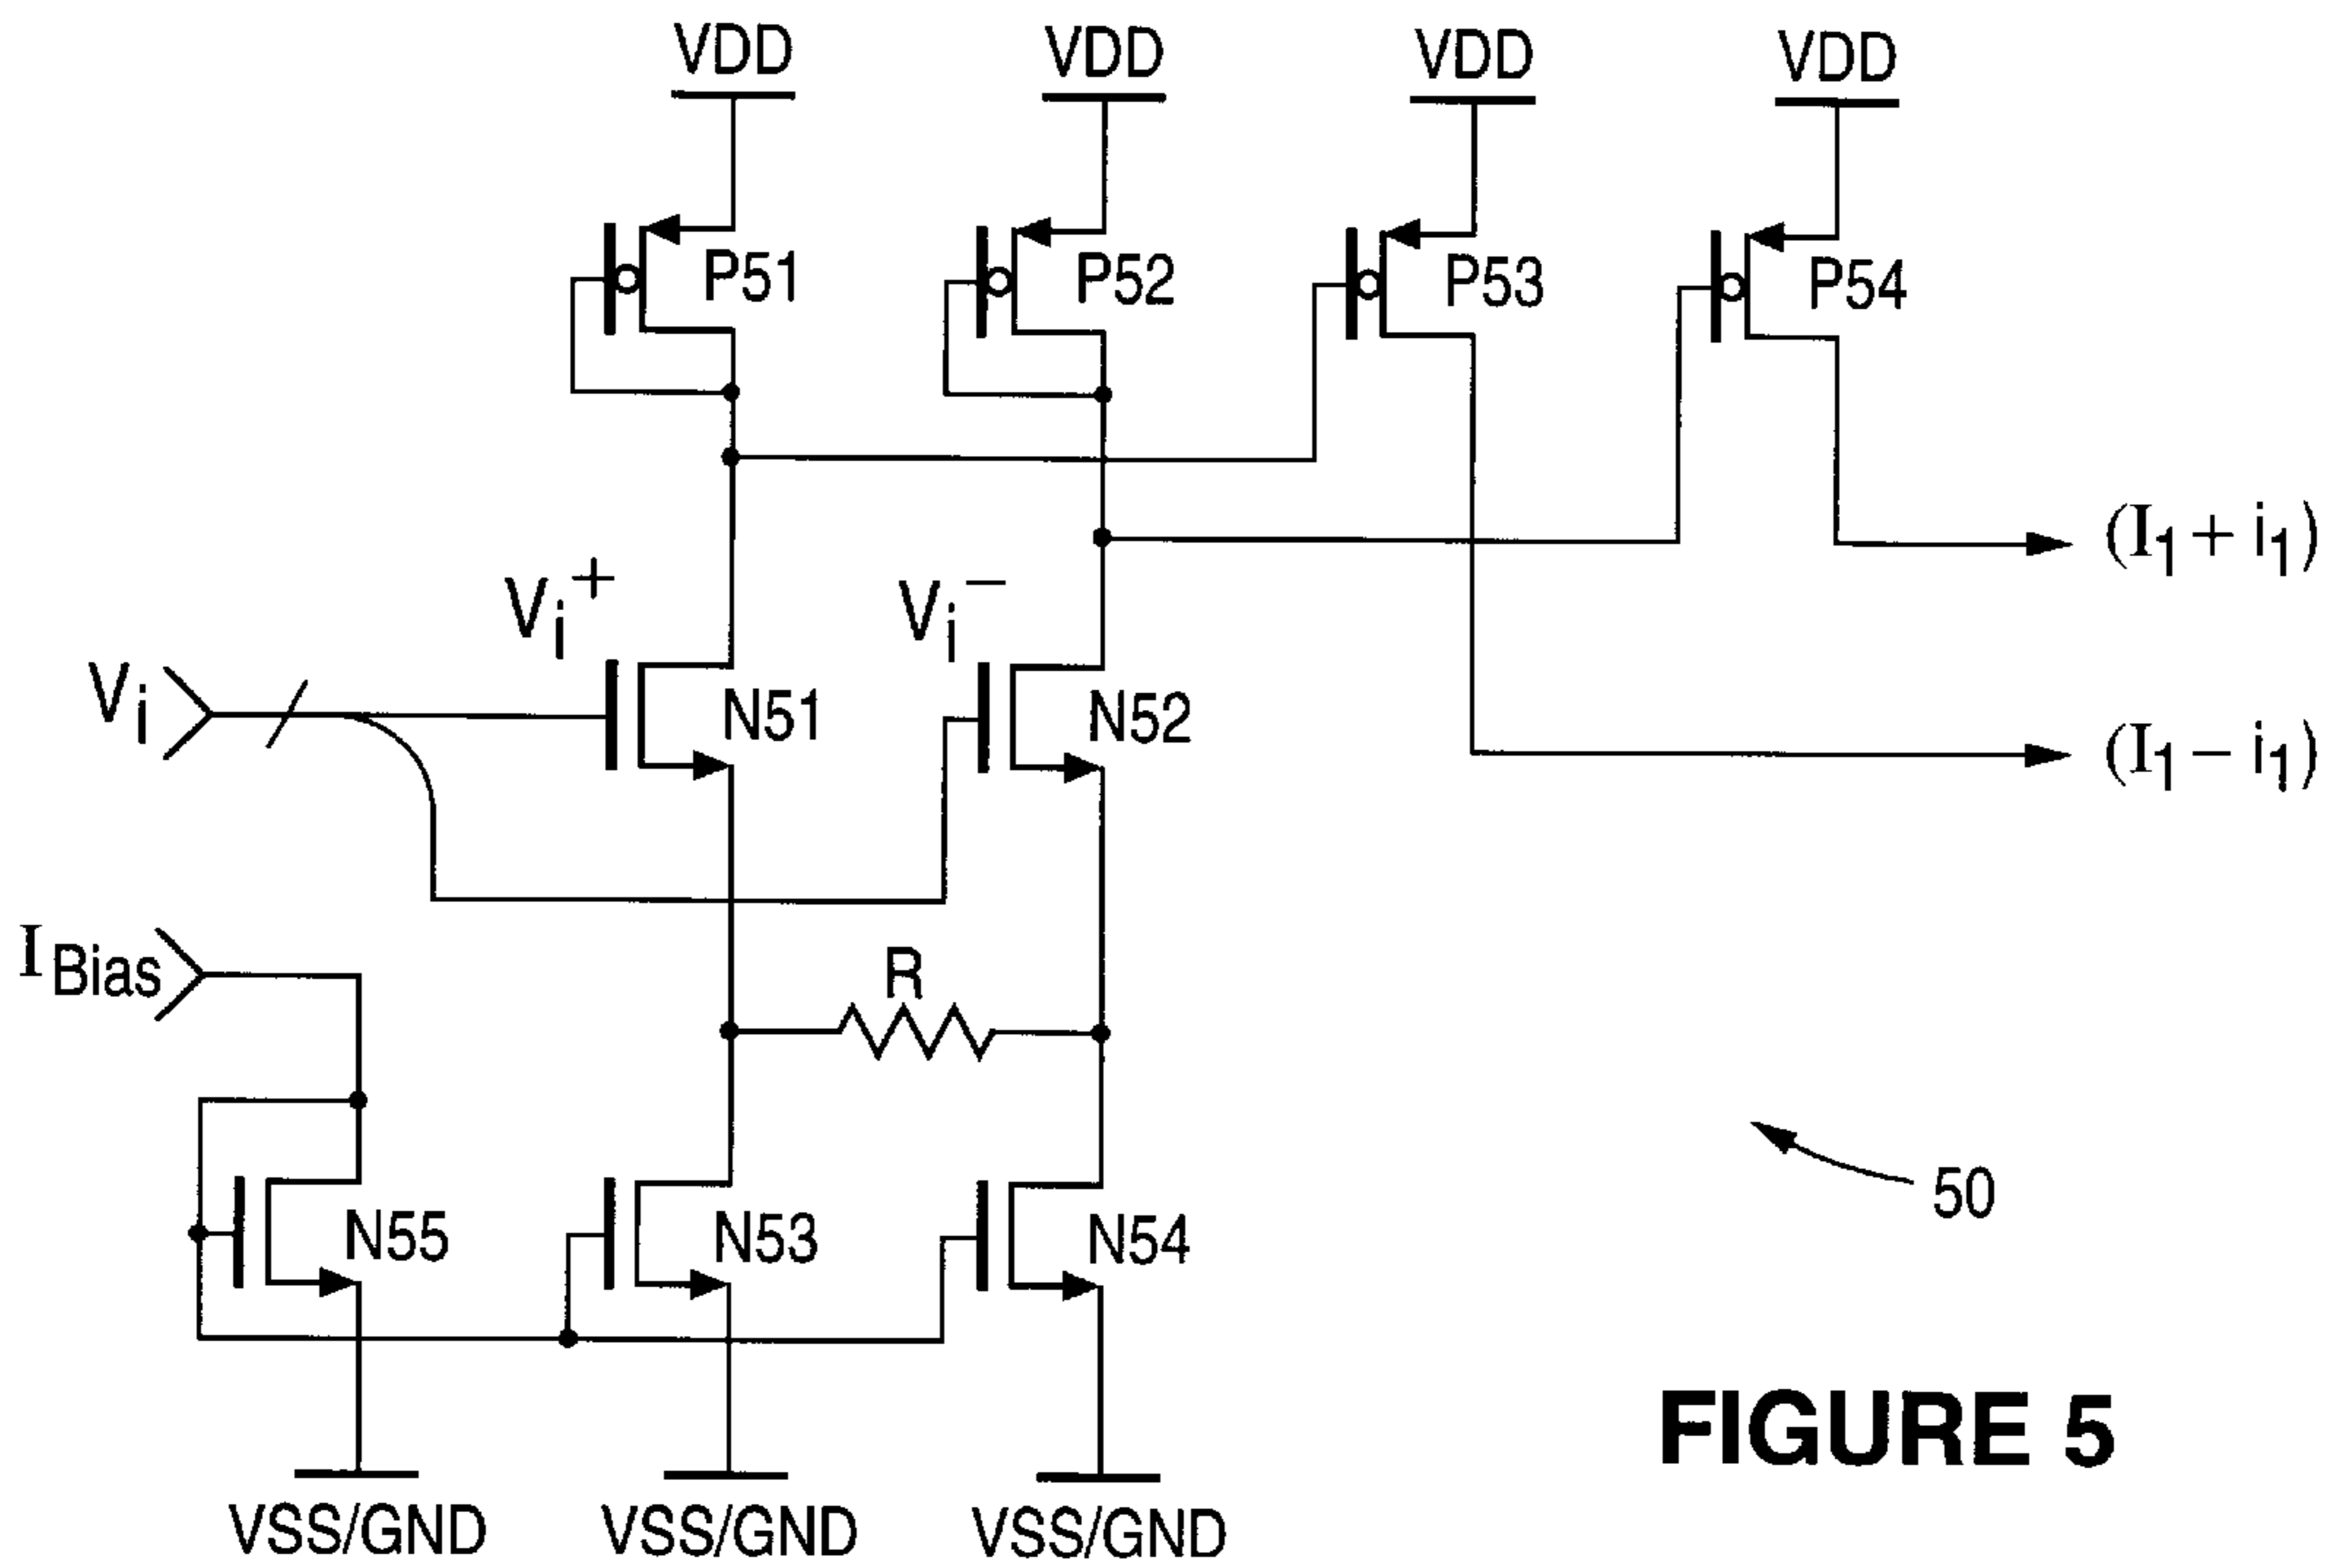 VDD VDD VDD VDD
P51 P52 P53 P54
(I1 + i1)
Vi+ Vi−
Vi N51 N52
(I1 − i1)
IBias R
50
N55 N53 N54
FIGURE 5
VSS/GND VSS/GND VSS/GND